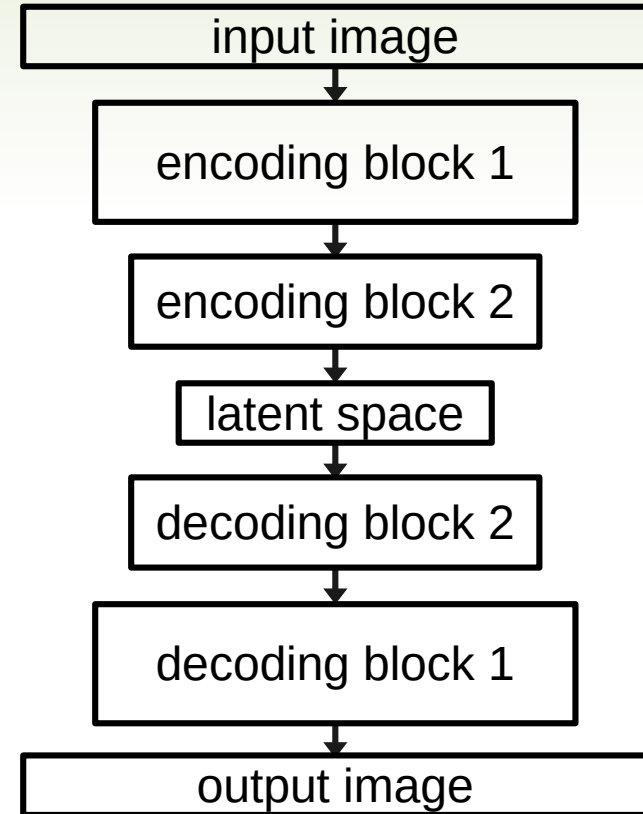 input image
encoding block 1
encoding block 2
latent space
decoding block 2
decoding block 1
output image